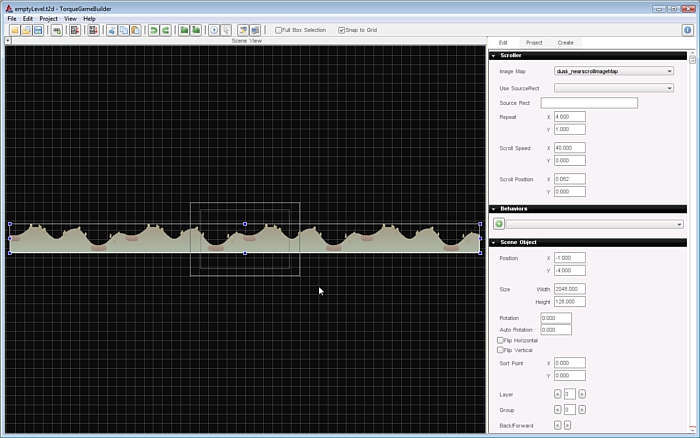 emptyLevel.t2d - TorqueGameBuilder
File Edit Project View Help
Full Box Selection Snap to Grid
Scene View
Edit Project Create
Scroller
Image Map dusk_nearscrollImageMap
Use SourceRect
Source Rect
Repeat X 4.000
Y 1.000
Scroll Speed X 40.000
Y 0.000
Scroll Position X 0.062
Y 0.000
Behaviors
Scene Object
Position X -1.000
Y -4.000
Size Width 2048.000
Height 128.000
Rotation 0.000
Auto Rotation 0.000
Flip Horizontal
Flip Vertical
Sort Point X 0.000
Y 0.000
Layer 0
Group 0
Back/Forward